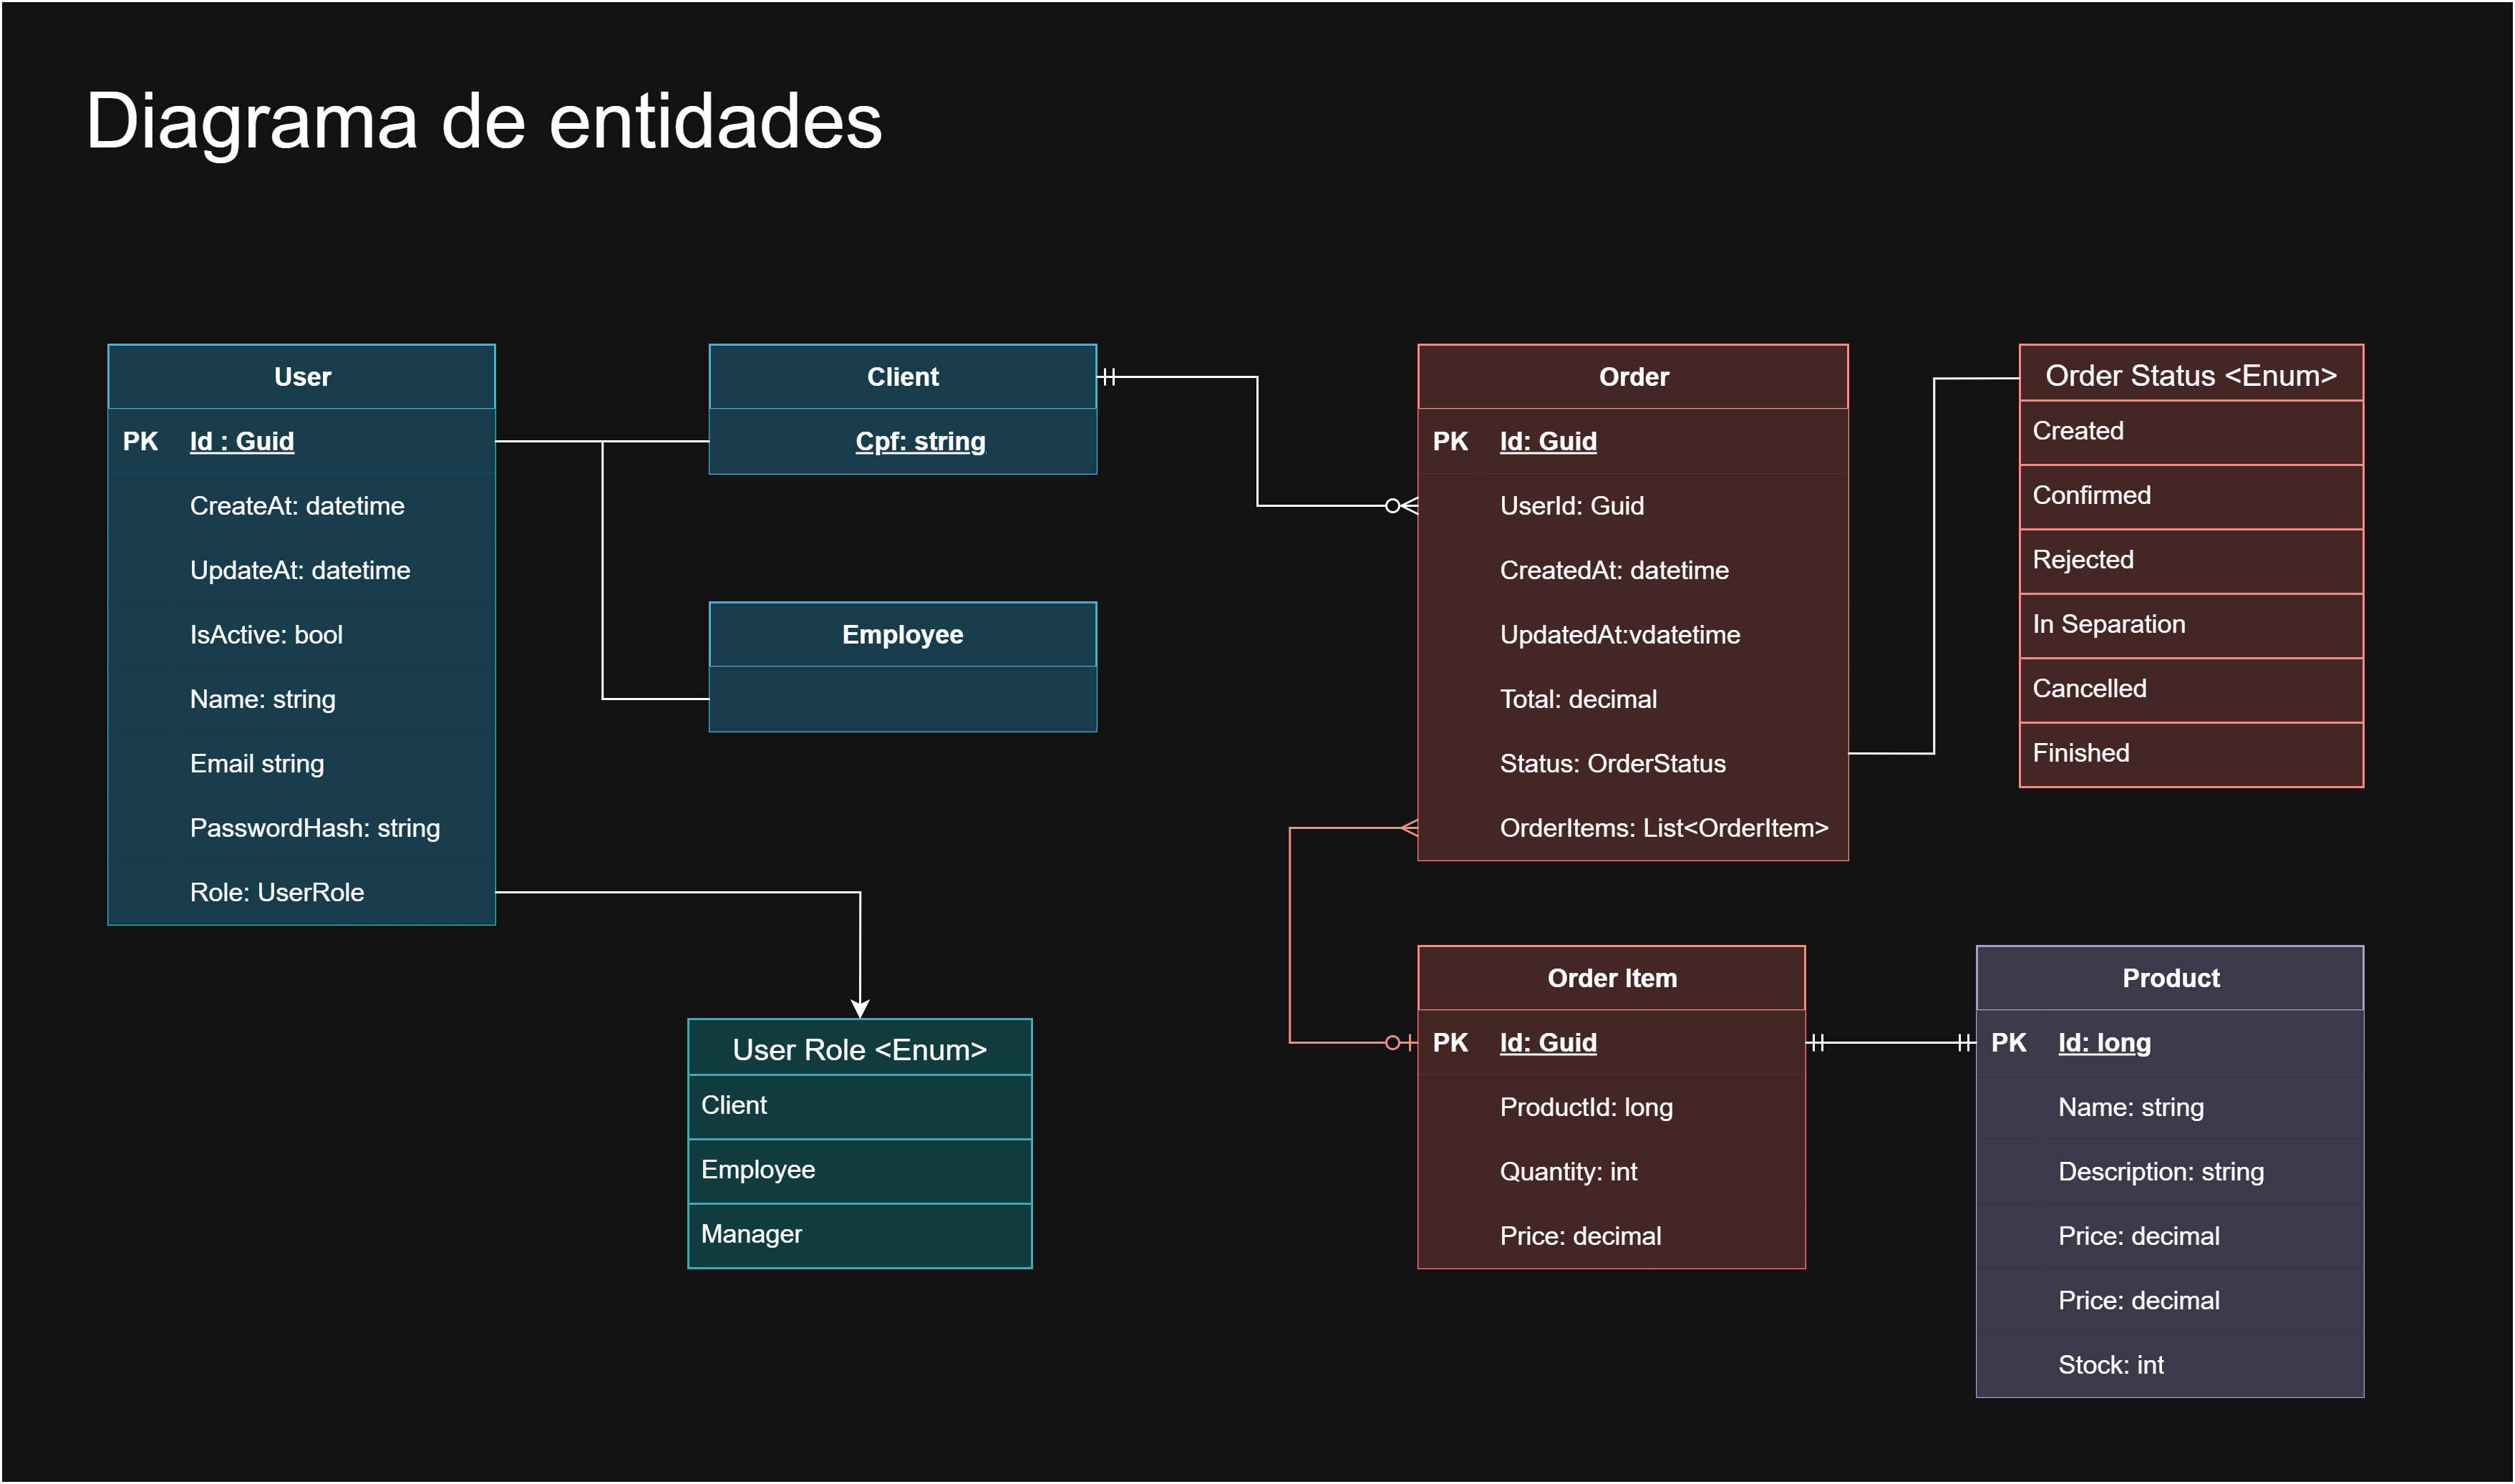 Diagrama de entidades
User
PK Id : Guid
CreateAt: datetime
UpdateAt: datetime
IsActive: bool
Name: string
Email string
PasswordHash: string
Role: UserRole
Client
Cpf: string
Employee
User Role <Enum>
Client
Employee
Manager
Order
PK Id: Guid
UserId: Guid
CreatedAt: datetime
UpdatedAt:vdatetime
Total: decimal
Status: OrderStatus
OrderItems: List<OrderItem>
Order Status <Enum>
Created
Confirmed
Rejected
In Separation
Cancelled
Finished
Order Item
PK Id: Guid
ProductId: long
Quantity: int
Price: decimal
Product
PK Id: long
Name: string
Description: string
Price: decimal
Price: decimal
Stock: int